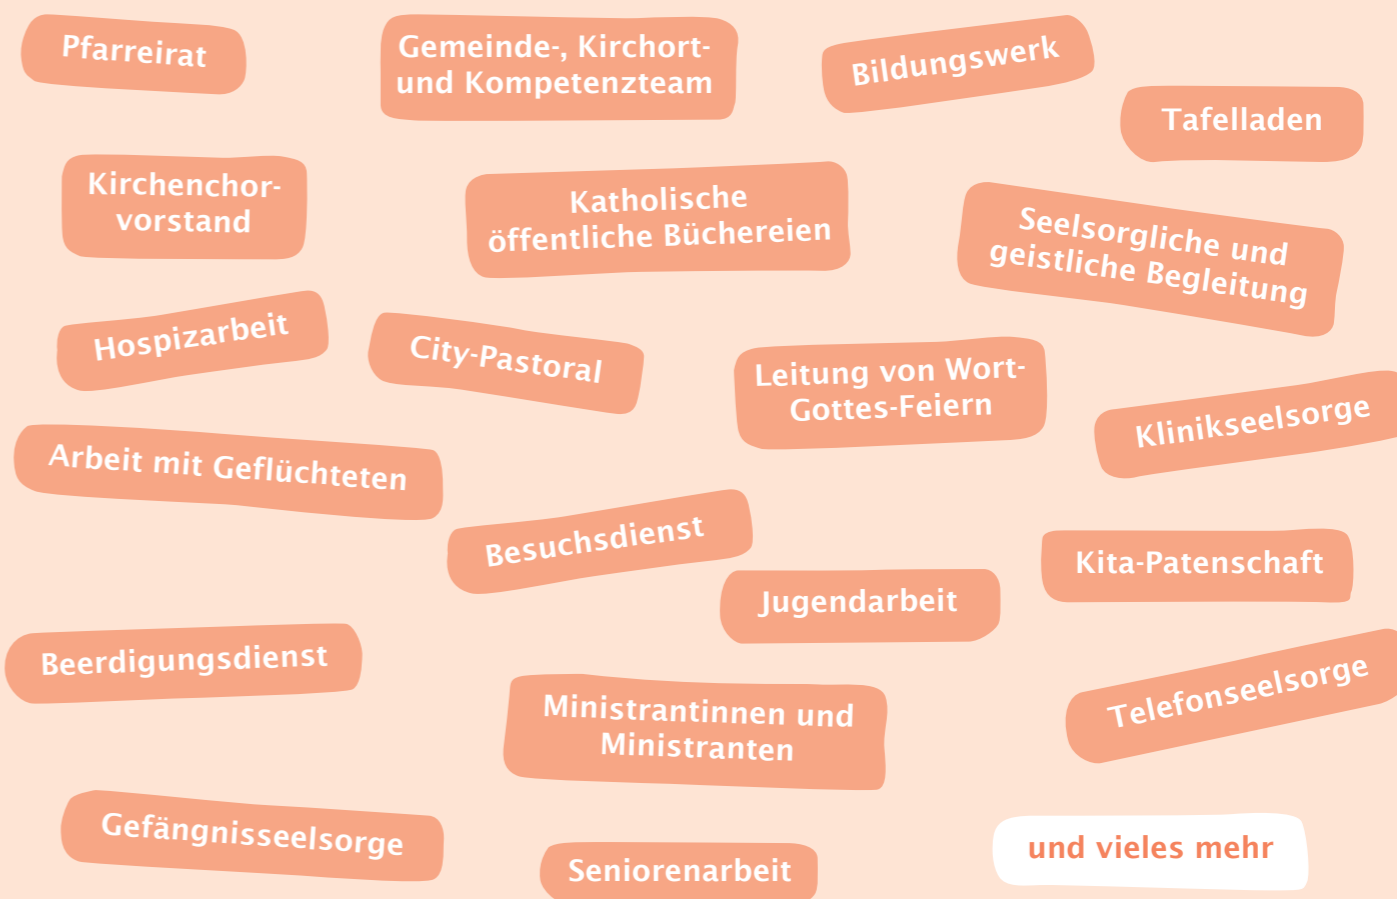 Pfarreirat
Gemeinde-, Kirchort-
und Kompetenzteam
Bildungswerk
Tafelladen
Kirchenchor-
vorstand
Katholische
öffentliche Büchereien
Seelsorgliche und
geistliche Begleitung
Hospizarbeit
City-Pastoral
Leitung von Wort-
Gottes-Feiern
Klinikseelsorge
Arbeit mit Geflüchteten
Besuchsdienst
Kita-Patenschaft
Jugendarbeit
Beerdigungsdienst
Ministrantinnen und
Ministranten
Telefonseelsorge
Gefängnisseelsorge
Seniorenarbeit
und vieles mehr